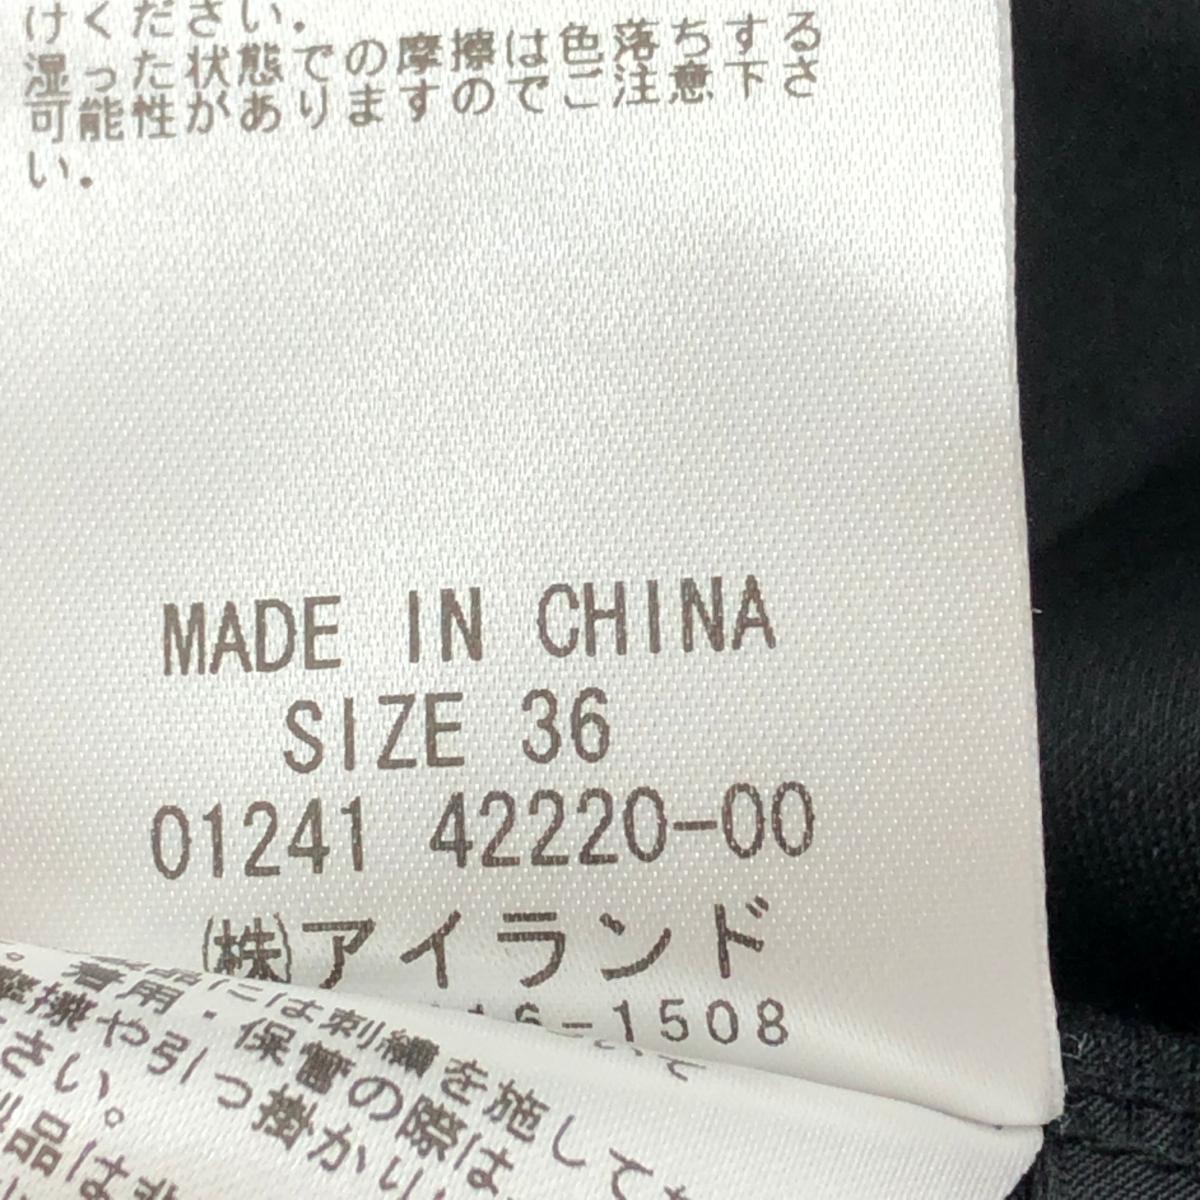 けください.
湿った状態での摩擦は色落ちする
可能性がありますのでご注意下さ
い.
MADE IN CHINA
SIZE 36
01241 42220-00
㈱アイランド
16-1508
品には刺繍を施して
着用・保管の際は
摩擦や引っ掛かり
さい。
品は非